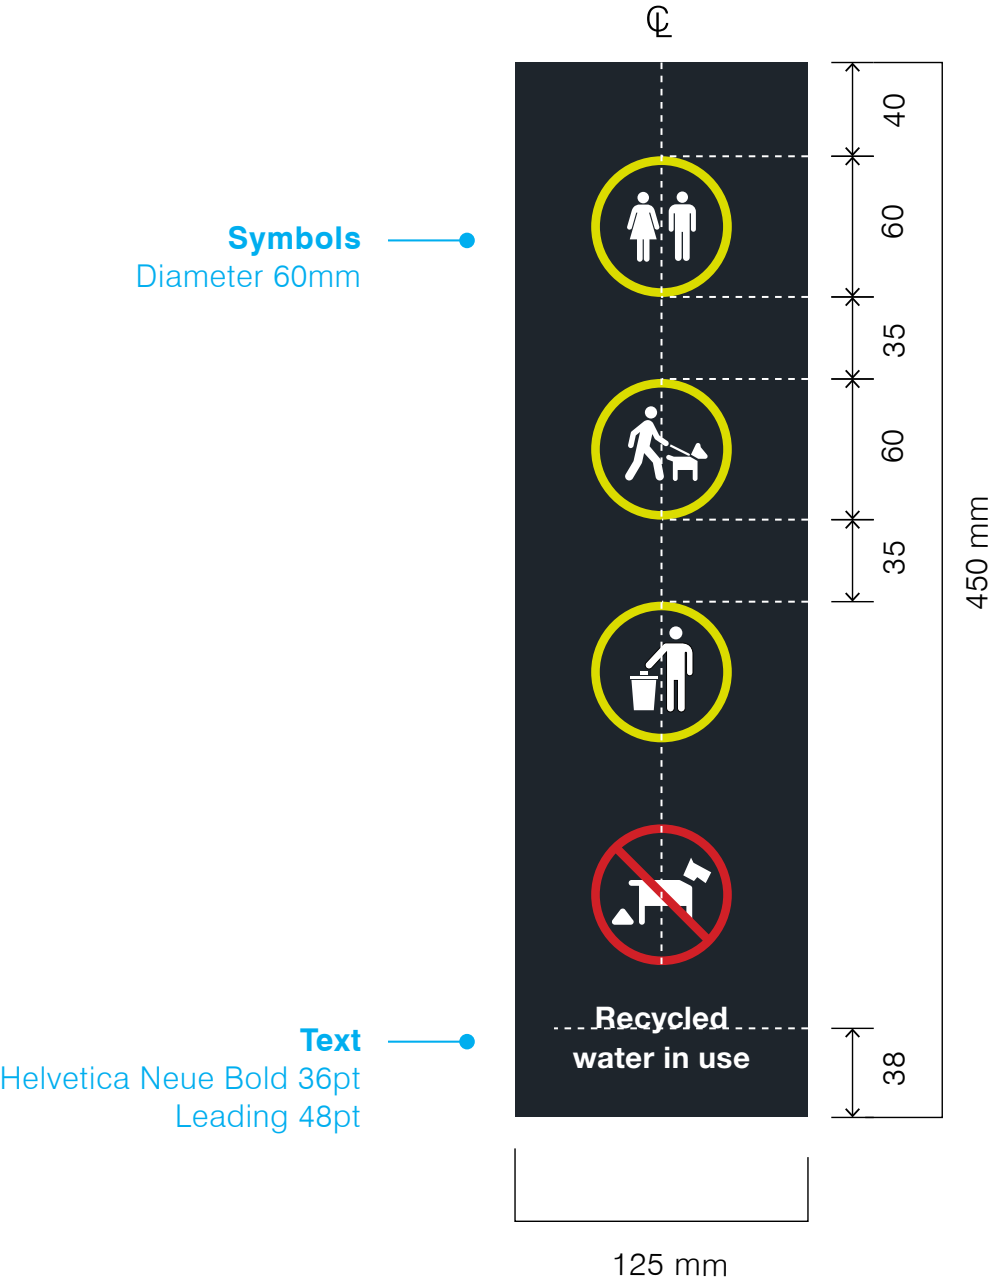 ℄
40
60
Symbols
Diameter 60mm
35
60
35
450 mm
Recycled
water in use
Text
Helvetica Neue Bold 36pt
Leading 48pt
38
125 mm